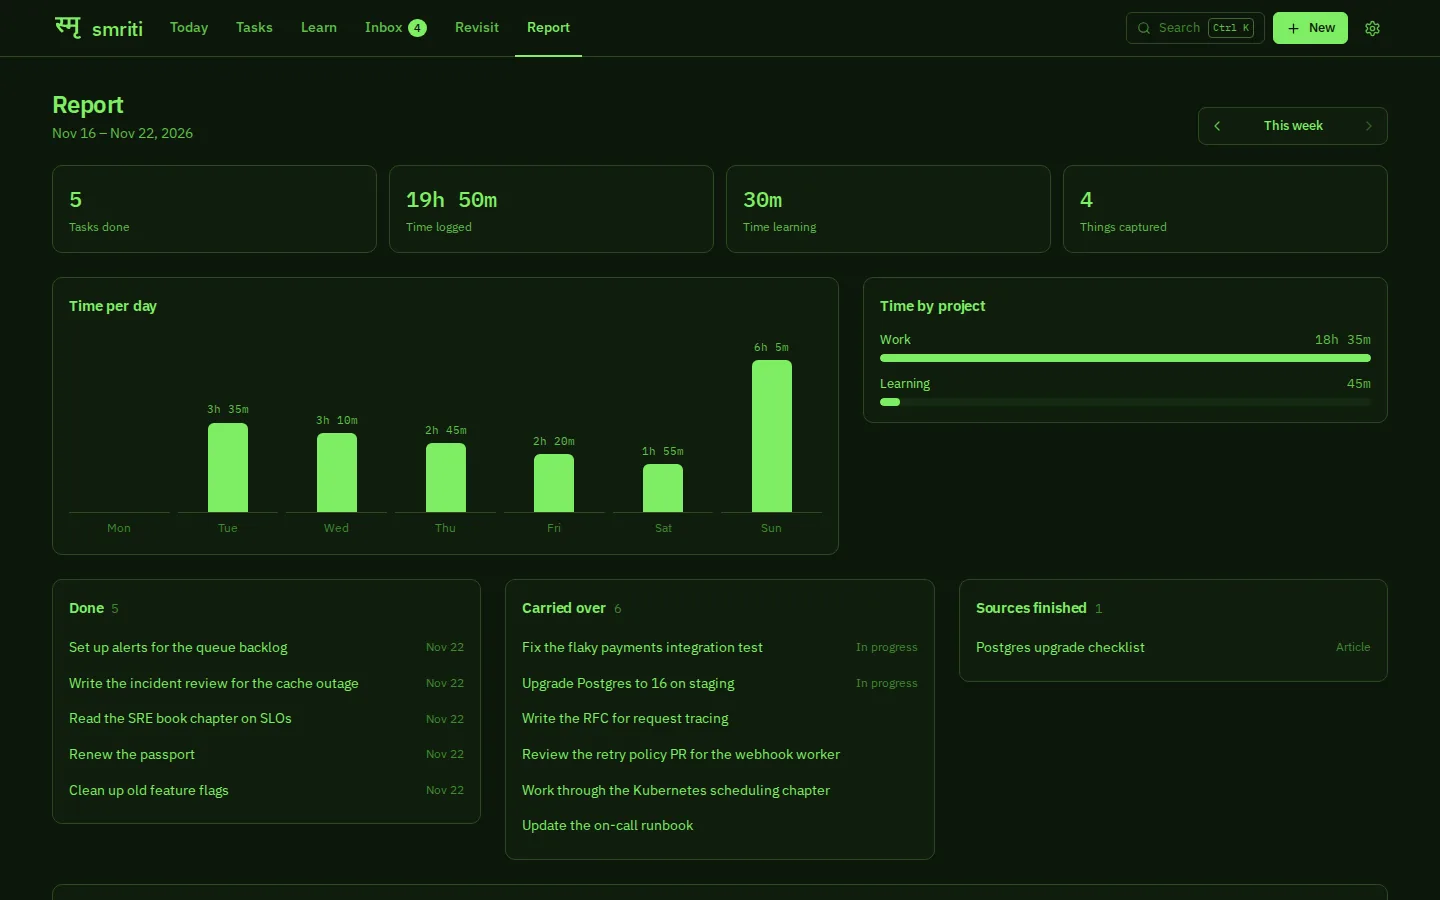 स्मृ smriti Today Tasks Learn Inbox 4 Revisit Report Search Ctrl K + New
Report
Nov 16 – Nov 22, 2026
This week
5
Tasks done
19h 50m
Time logged
30m
Time learning
4
Things captured
Time per day
3h 35m
3h 10m
2h 45m
2h 20m
1h 55m
6h 5m
Mon Tue Wed Thu Fri Sat Sun
Time by project
Work 18h 35m
Learning 45m
Done 5
Set up alerts for the queue backlog Nov 22
Write the incident review for the cache outage Nov 22
Read the SRE book chapter on SLOs Nov 22
Renew the passport Nov 22
Clean up old feature flags Nov 22
Carried over 6
Fix the flaky payments integration test In progress
Upgrade Postgres to 16 on staging In progress
Write the RFC for request tracing
Review the retry policy PR for the webhook worker
Work through the Kubernetes scheduling chapter
Update the on-call runbook
Sources finished 1
Postgres upgrade checklist Article